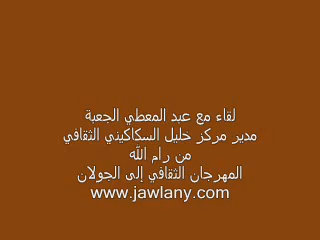 لقاء مع عبد المعطي الجعبة
مدير مركز خليل السكاكيني الثقافي
من رام الله
المهرجان الثقافي إلى الجولان
www.jawlany.com